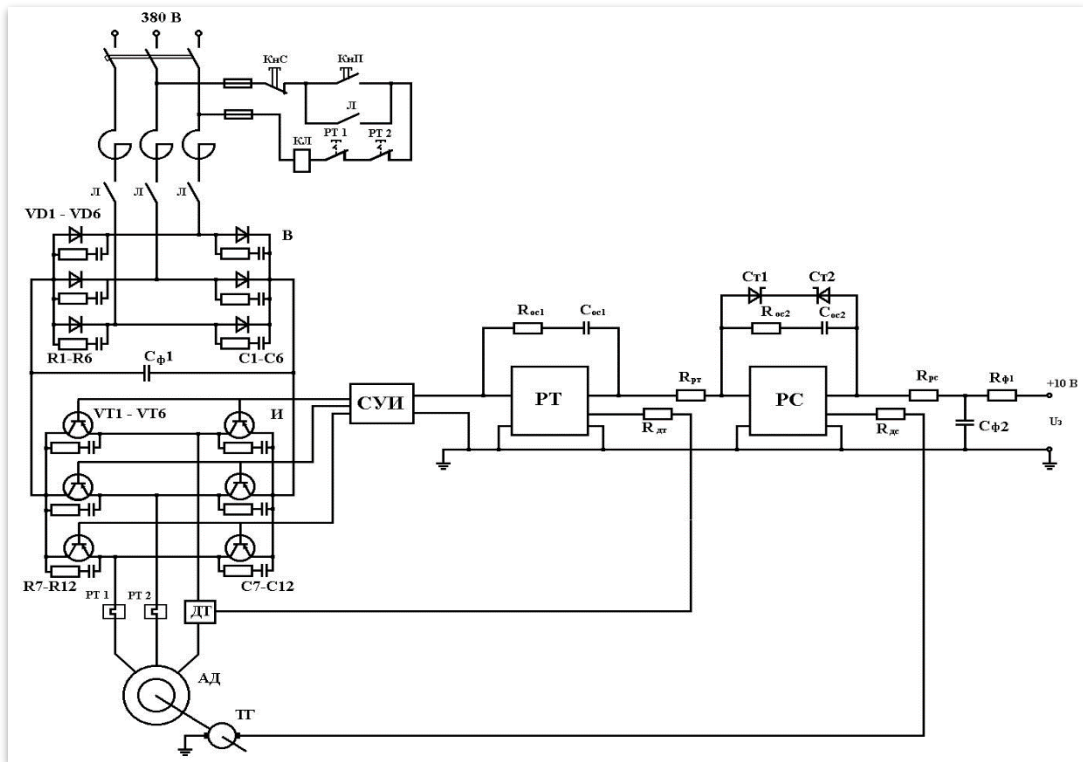 380 В
КнС
КнП
Л
КЛ
РТ 1
РТ 2
Л
Л
Л
VD1 - VD6
В
R1-R6
C1-C6
Cф1
VT1 - VT6
И
R7-R12
C7-C12
РТ 1
РТ 2
ДТ
АД
ТГ
СУИ
Rос1
Cос1
РТ
Rрт
Rдт
Ст1
Ст2
Rос2
Cос2
РС
Rрс
Rдс
Rф1
Cф2
+10 В
Uз